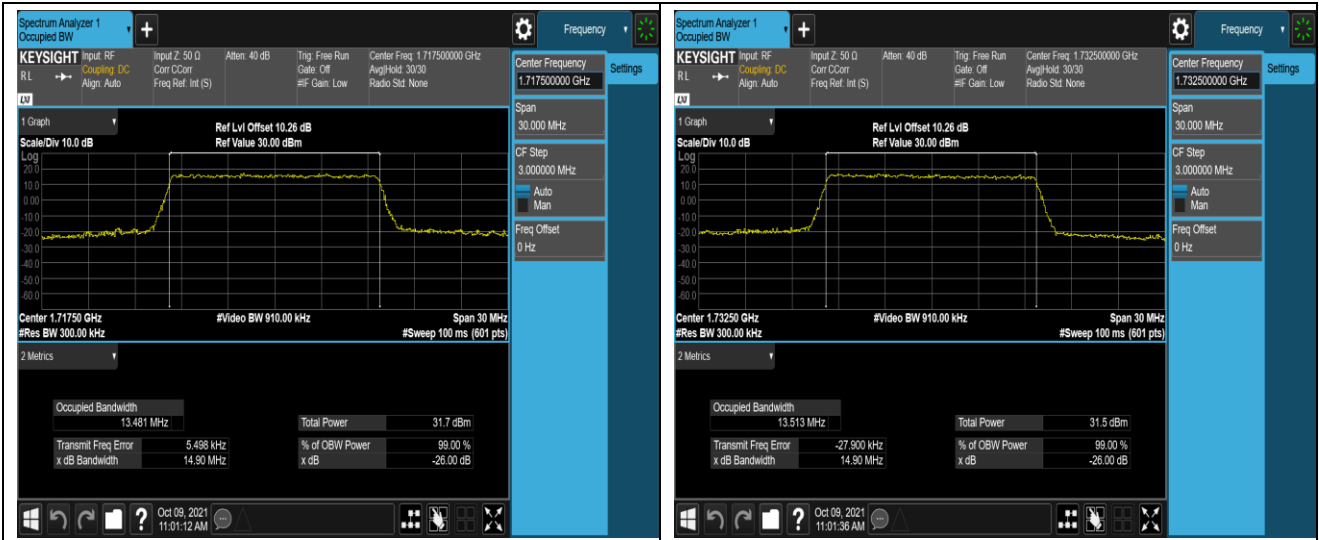 Spectrum Analyzer 1
Occupied BW
+
Frequency
KEYSIGHT
Input: RF
Input Z: 50 Ω
Atten: 40 dB
Trig: Free Run
Center Freq: 1.717500000 GHz
RL
Coupling: DC
Corr CCorr
Gate: Off
Avg|Hold: 30/30
Align: Auto
Freq Ref: Int (S)
#IF Gain: Low
Radio Std: None
LXI
Center Frequency
1.717500000 GHz
Settings
Span
30.000 MHz
CF Step
3.000000 MHz
Auto
Man
Freq Offset
0 Hz
1 Graph
Ref Lvl Offset 10.26 dB
Scale/Div 10.0 dB
Ref Value 30.00 dBm
Log
20.0
10.0
0.00
-10.0
-20.0
-30.0
-40.0
-50.0
-60.0
Center 1.71750 GHz
#Video BW 910.00 kHz
Span 30 MHz
#Res BW 300.00 kHz
#Sweep 100 ms (601 pts)
2 Metrics
Occupied Bandwidth
13.481 MHz
Total Power
31.7 dBm
Transmit Freq Error
5.498 kHz
% of OBW Power
99.00 %
x dB Bandwidth
14.90 MHz
x dB
-26.00 dB
?
Oct 09, 2021
11:01:12 AM
Spectrum Analyzer 1
Occupied BW
+
Frequency
KEYSIGHT
Input: RF
Input Z: 50 Ω
Atten: 40 dB
Trig: Free Run
Center Freq: 1.732500000 GHz
RL
Coupling: DC
Corr CCorr
Gate: Off
Avg|Hold: 30/30
Align: Auto
Freq Ref: Int (S)
#IF Gain: Low
Radio Std: None
LXI
Center Frequency
1.732500000 GHz
Settings
Span
30.000 MHz
CF Step
3.000000 MHz
Auto
Man
Freq Offset
0 Hz
1 Graph
Ref Lvl Offset 10.26 dB
Scale/Div 10.0 dB
Ref Value 30.00 dBm
Log
20.0
10.0
0.00
-10.0
-20.0
-30.0
-40.0
-50.0
-60.0
Center 1.73250 GHz
#Video BW 910.00 kHz
Span 30 MHz
#Res BW 300.00 kHz
#Sweep 100 ms (601 pts)
2 Metrics
Occupied Bandwidth
13.513 MHz
Total Power
31.5 dBm
Transmit Freq Error
-27.900 kHz
% of OBW Power
99.00 %
x dB Bandwidth
14.90 MHz
x dB
-26.00 dB
?
Oct 09, 2021
11:01:36 AM